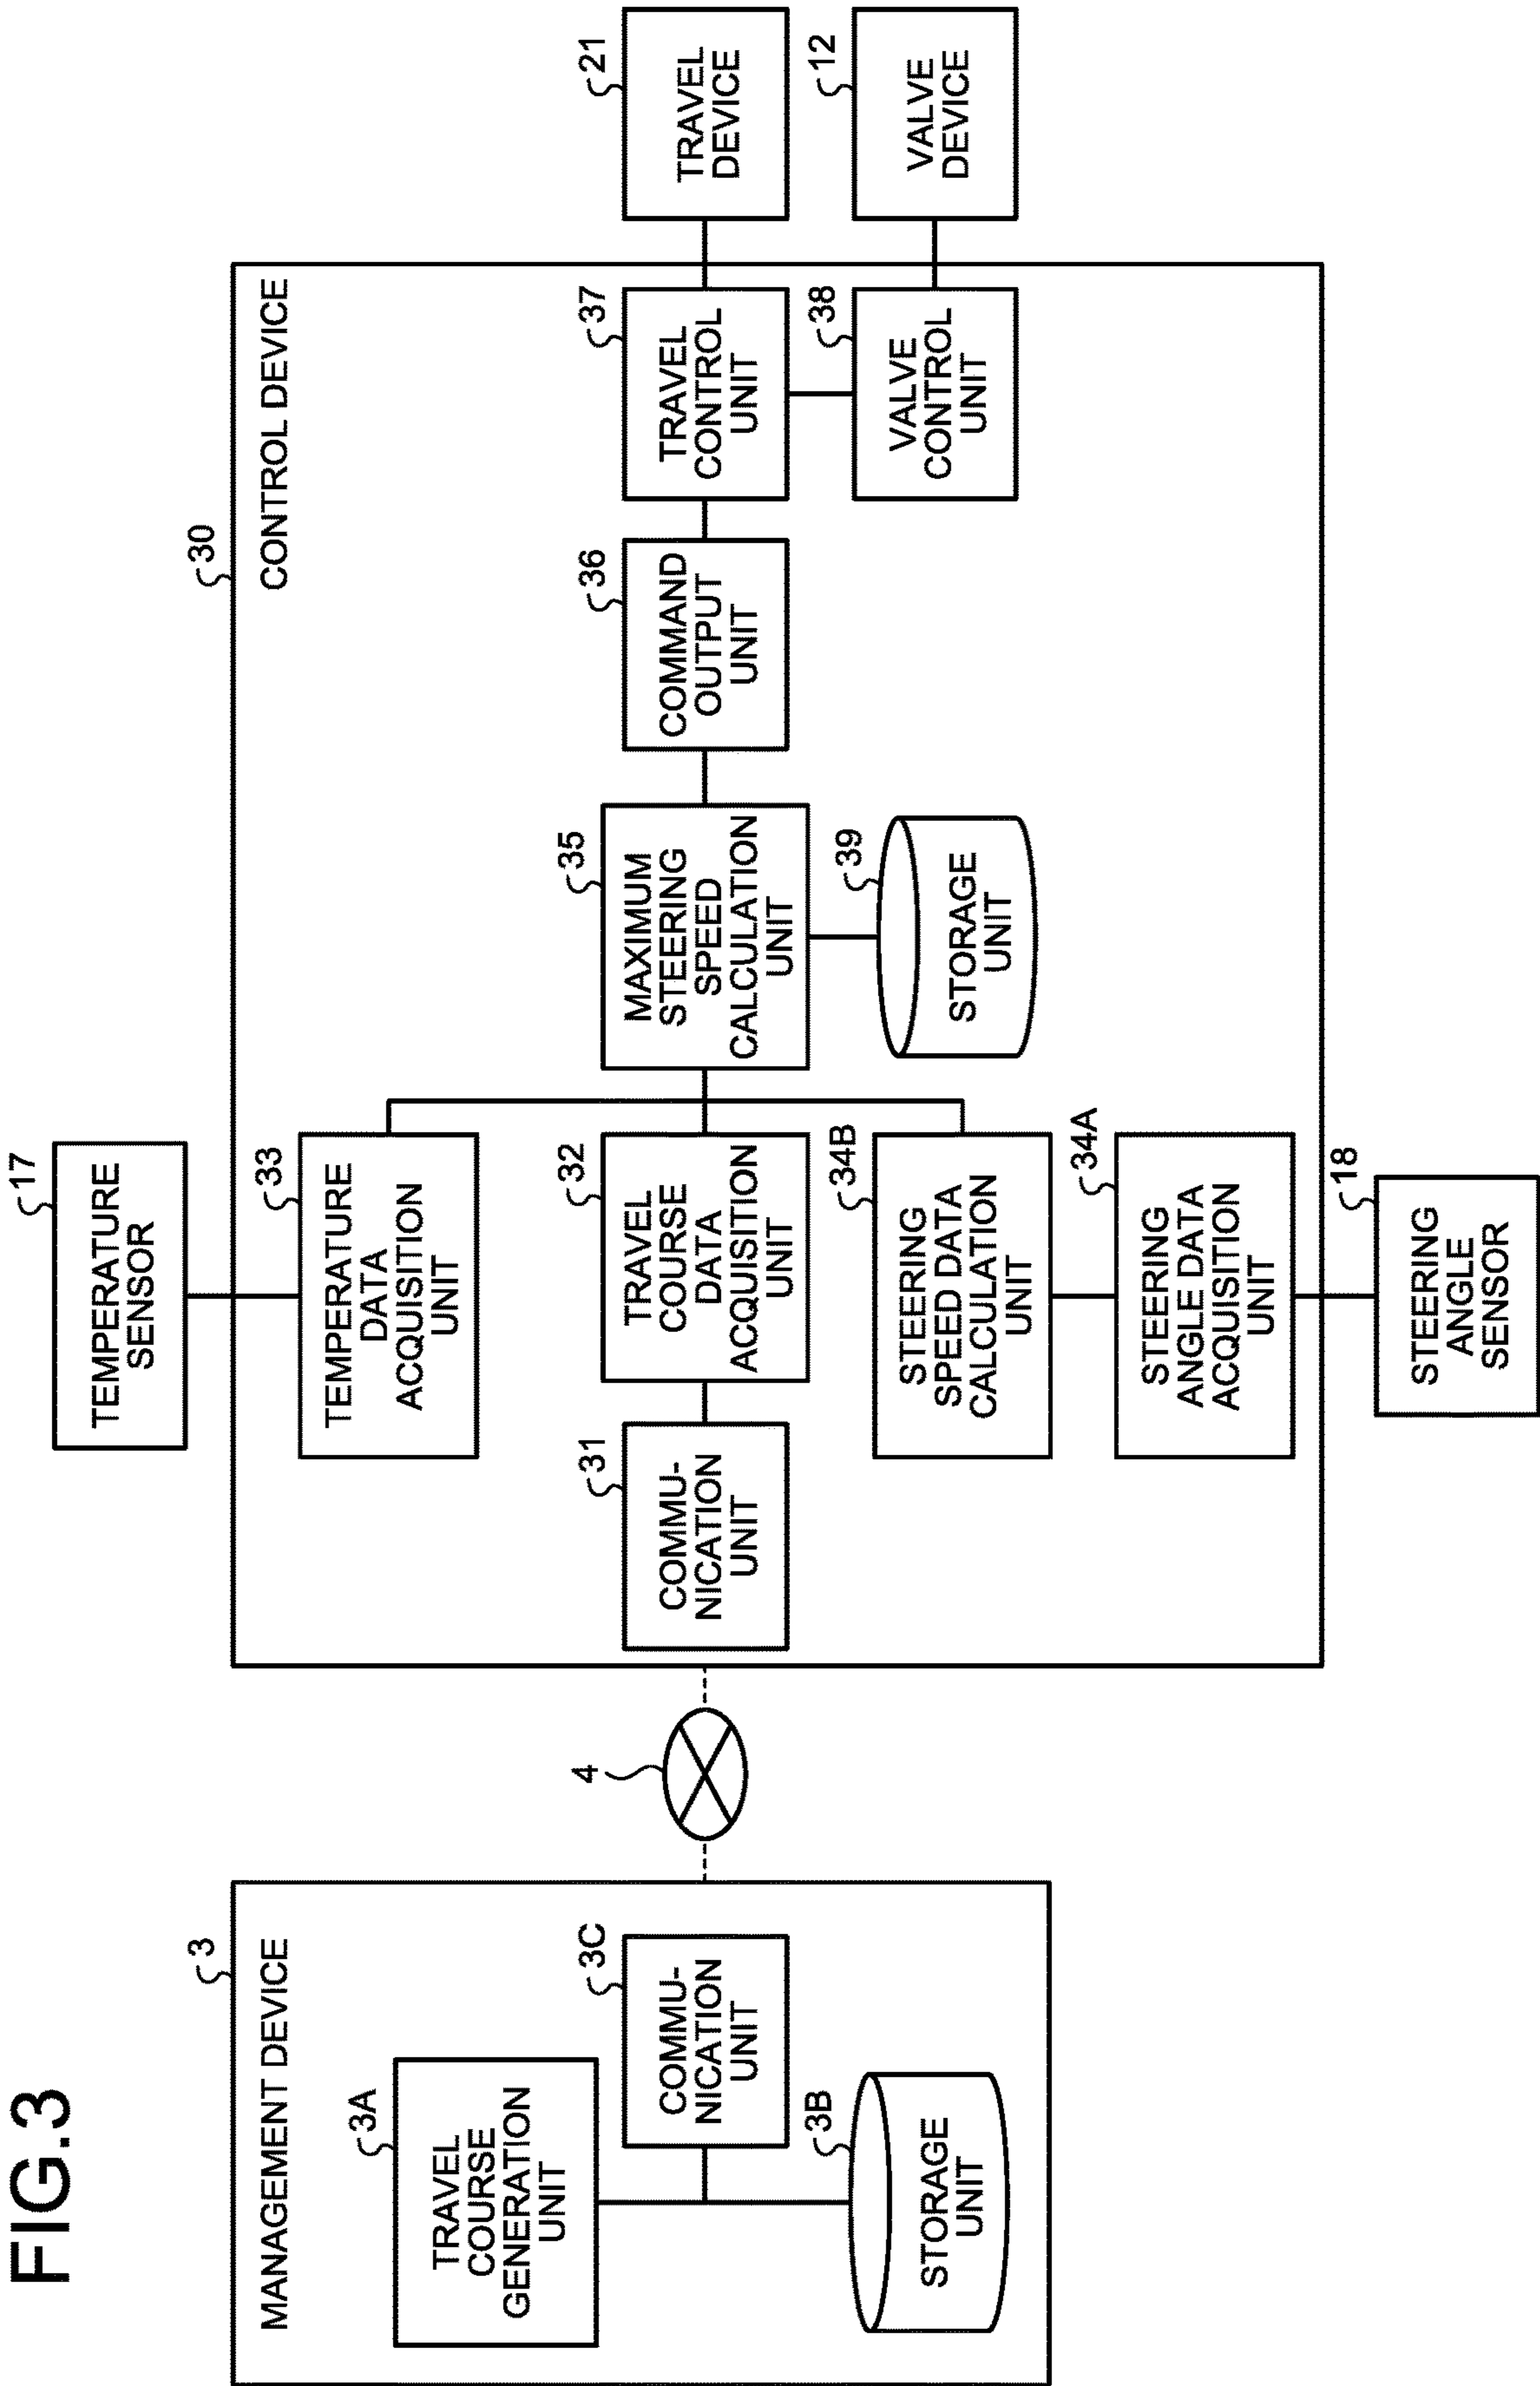 FIG.3
3
MANAGEMENT DEVICE
3A
TRAVEL
COURSE
GENERATION
UNIT
3C
COMMU-
NICATION
UNIT
3B
STORAGE
UNIT
4
30
CONTROL DEVICE
17
TEMPERATURE
SENSOR
33
TEMPERATURE
DATA
ACQUISITION
UNIT
31
COMMU-
NICATION
UNIT
32
TRAVEL
COURSE
DATA
ACQUISITION
UNIT
34B
STEERING
SPEED DATA
CALCULATION
UNIT
34A
STEERING
ANGLE DATA
ACQUISITION
UNIT
18
STEERING
ANGLE
SENSOR
35
MAXIMUM
STEERING
SPEED
CALCULATION
UNIT
39
STORAGE
UNIT
36
COMMAND
OUTPUT
UNIT
37
TRAVEL
CONTROL
UNIT
38
VALVE
CONTROL
UNIT
21
TRAVEL
DEVICE
12
VALVE
DEVICE